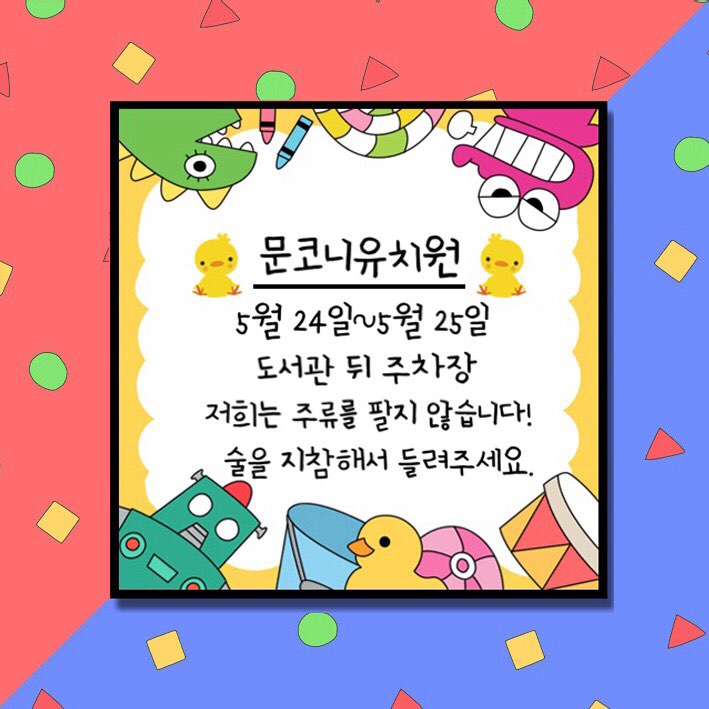 문코니유치원
5월 24일~5월 25일
도서관 뒤 주차장
저희는 주류를 팔지 않습니다!
술을 지참해서 들려주세요.